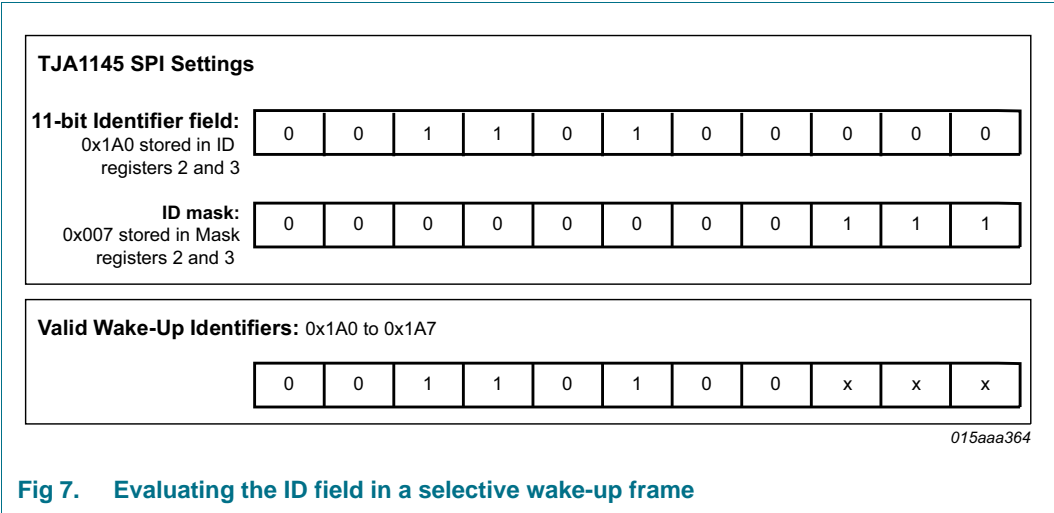 TJA1145 SPI Settings
11-bit Identifier field:
0x1A0 stored in ID
registers 2 and 3
0 0 1 1 0 1 0 0 0 0 0
ID mask:
0x007 stored in Mask
registers 2 and 3
0 0 0 0 0 0 0 0 1 1 1
Valid Wake-Up Identifiers: 0x1A0 to 0x1A7
0 0 1 1 0 1 0 0 x x x
015aaa364
Fig 7. Evaluating the ID field in a selective wake-up frame